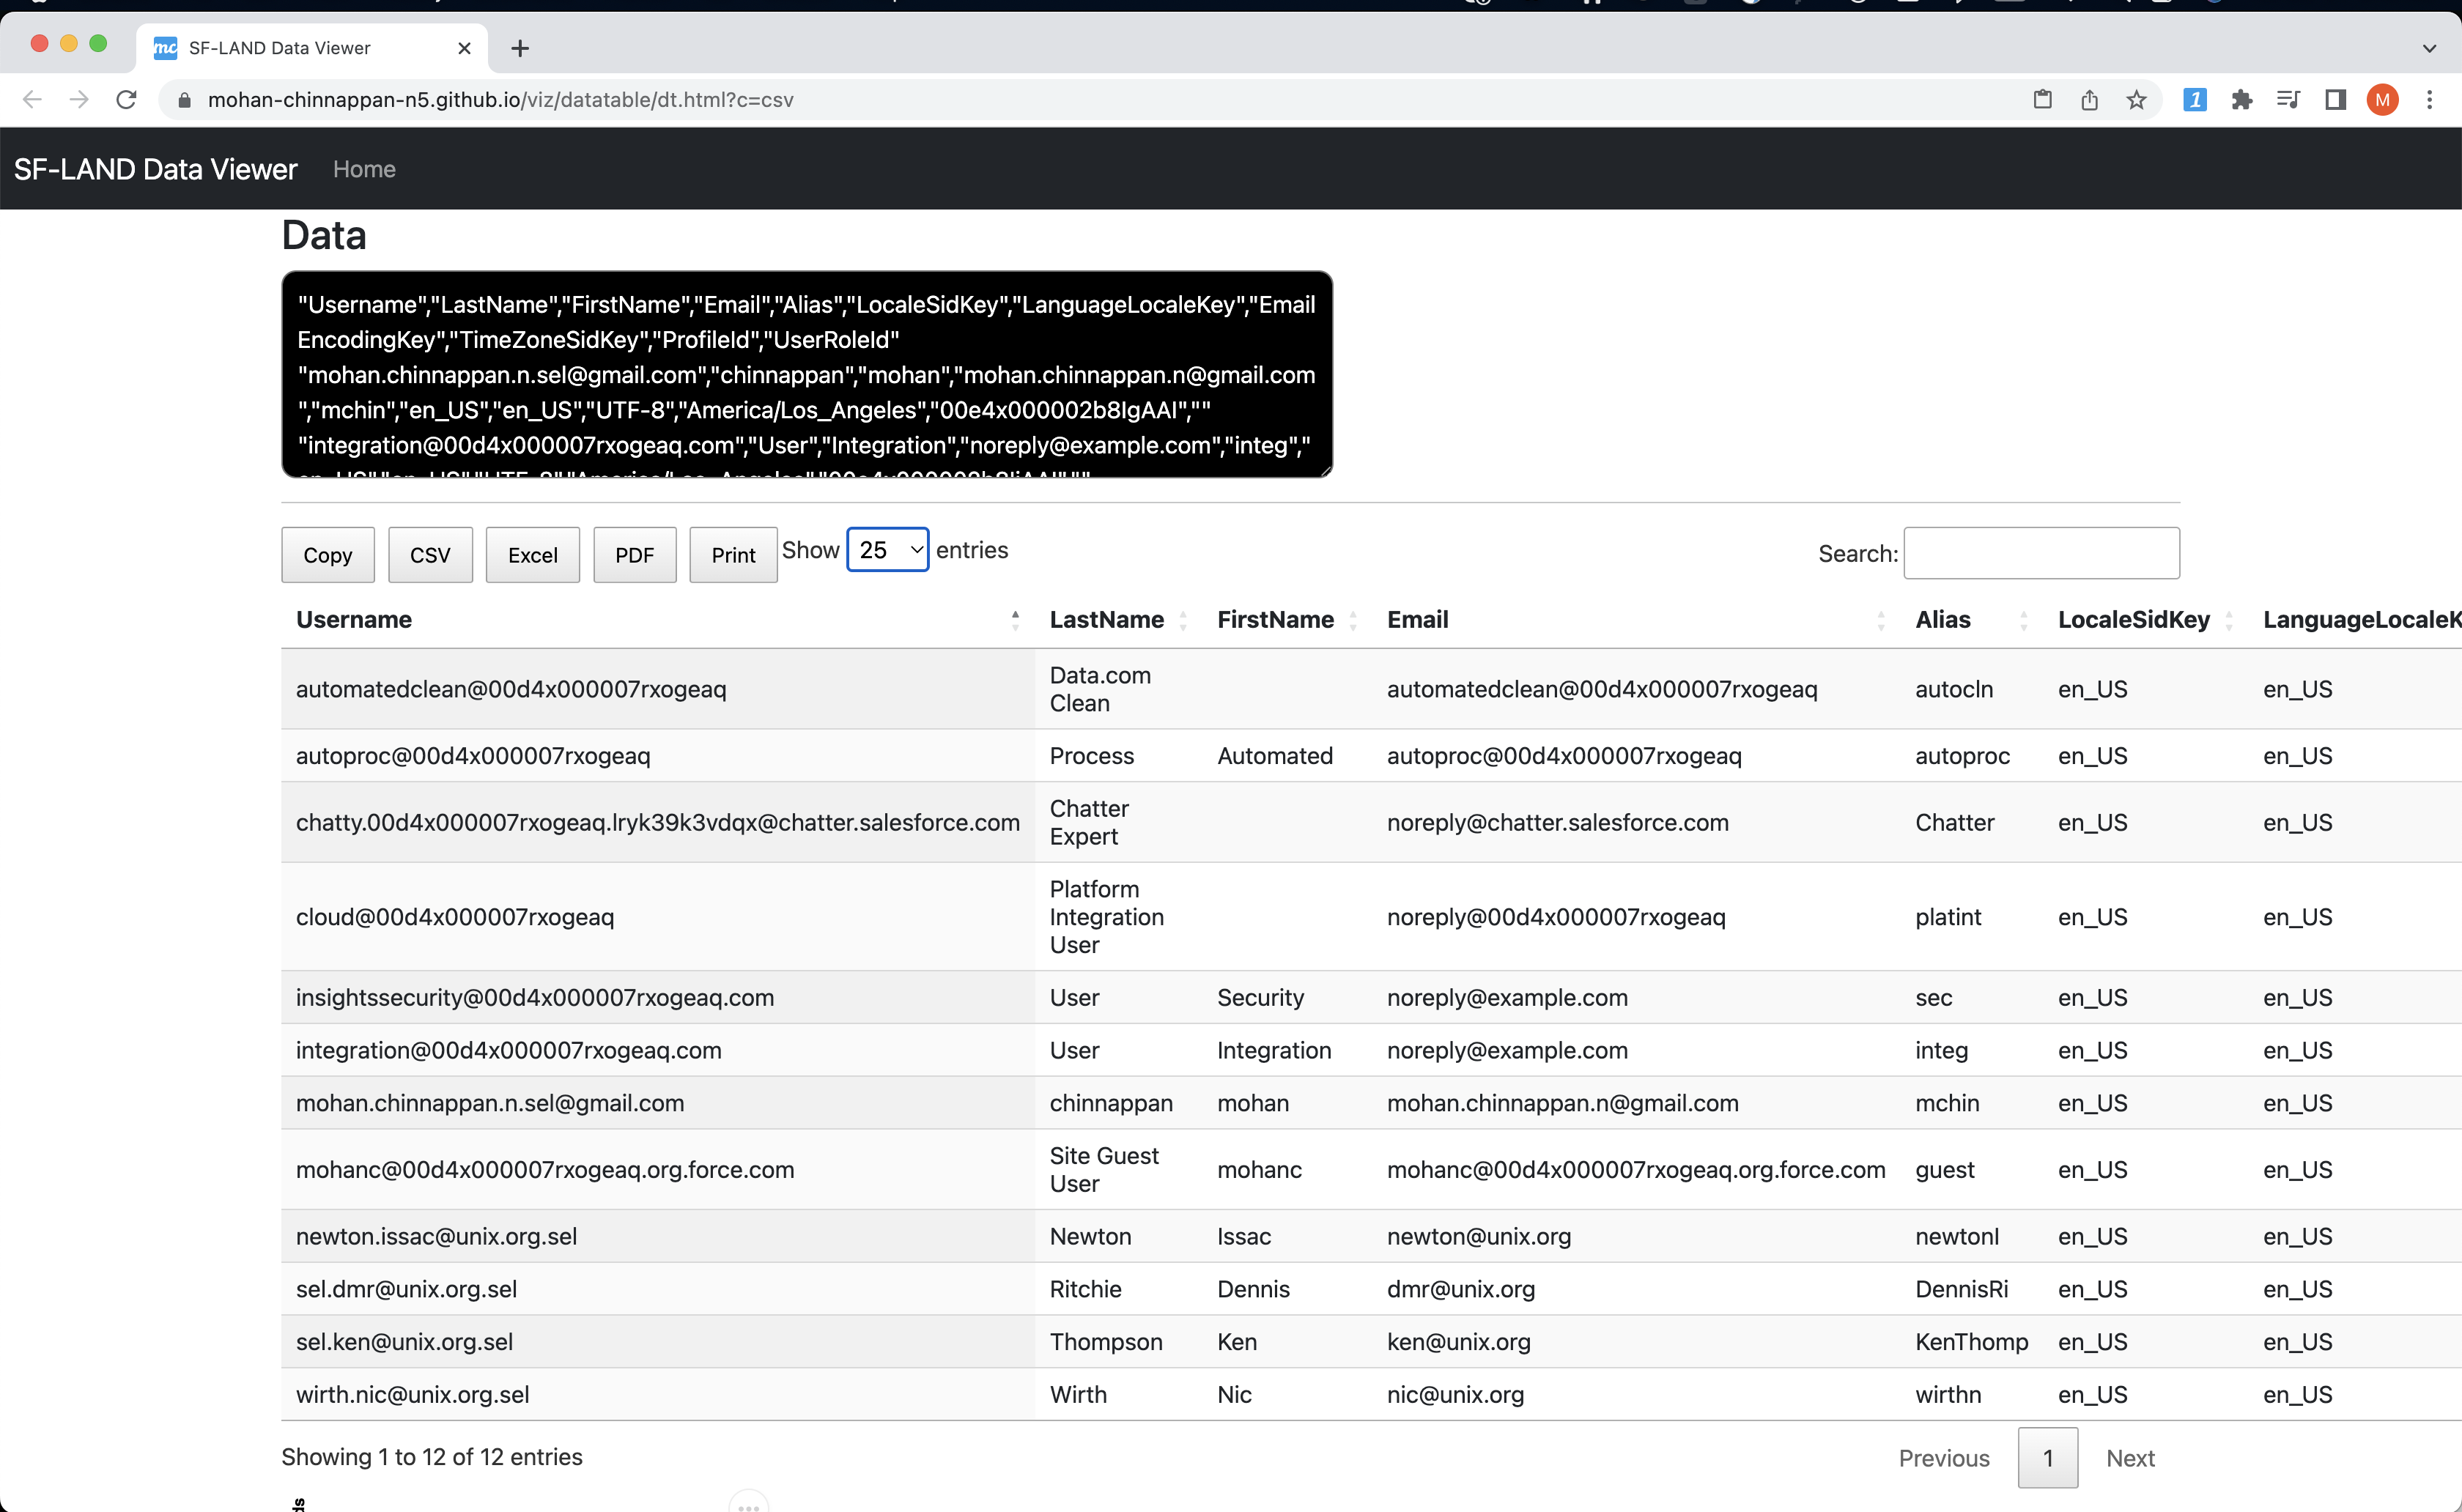 mc SF-LAND Data Viewer
mohan-chinnappan-n5.github.io/viz/datatable/dt.html?c=csv
1
M
SF-LAND Data Viewer Home
Data
"Username","LastName","FirstName","Email","Alias","LocaleSidKey","LanguageLocaleKey","Email
EncodingKey","TimeZoneSidKey","ProfileId","UserRoleId"
"mohan.chinnappan.n.sel@gmail.com","chinnappan","mohan","mohan.chinnappan.n@gmail.com
","mchin","en_US","en_US","UTF-8","America/Los_Angeles","00e4x000002b8IgAAI",""
"integration@00d4x000007rxogeaq.com","User","Integration","noreply@example.com","integ","
Copy CSV Excel PDF Print Show 25 entries Search:
Username LastName FirstName Email Alias LocaleSidKey LanguageLocaleK
automatedclean@00d4x000007rxogeaq Data.com Clean automatedclean@00d4x000007rxogeaq autocln en_US en_US
autoproc@00d4x000007rxogeaq Process Automated autoproc@00d4x000007rxogeaq autoproc en_US en_US
chatty.00d4x000007rxogeaq.lryk39k3vdqx@chatter.salesforce.com Chatter Expert noreply@chatter.salesforce.com Chatter en_US en_US
cloud@00d4x000007rxogeaq Platform Integration User noreply@00d4x000007rxogeaq platint en_US en_US
insightssecurity@00d4x000007rxogeaq.com User Security noreply@example.com sec en_US en_US
integration@00d4x000007rxogeaq.com User Integration noreply@example.com integ en_US en_US
mohan.chinnappan.n.sel@gmail.com chinnappan mohan mohan.chinnappan.n@gmail.com mchin en_US en_US
mohanc@00d4x000007rxogeaq.org.force.com Site Guest User mohanc mohanc@00d4x000007rxogeaq.org.force.com guest en_US en_US
newton.issac@unix.org.sel Newton Issac newton@unix.org newtonI en_US en_US
sel.dmr@unix.org.sel Ritchie Dennis dmr@unix.org DennisRi en_US en_US
sel.ken@unix.org.sel Thompson Ken ken@unix.org KenThomp en_US en_US
wirth.nic@unix.org.sel Wirth Nic nic@unix.org wirthn en_US en_US
Showing 1 to 12 of 12 entries Previous 1 Next